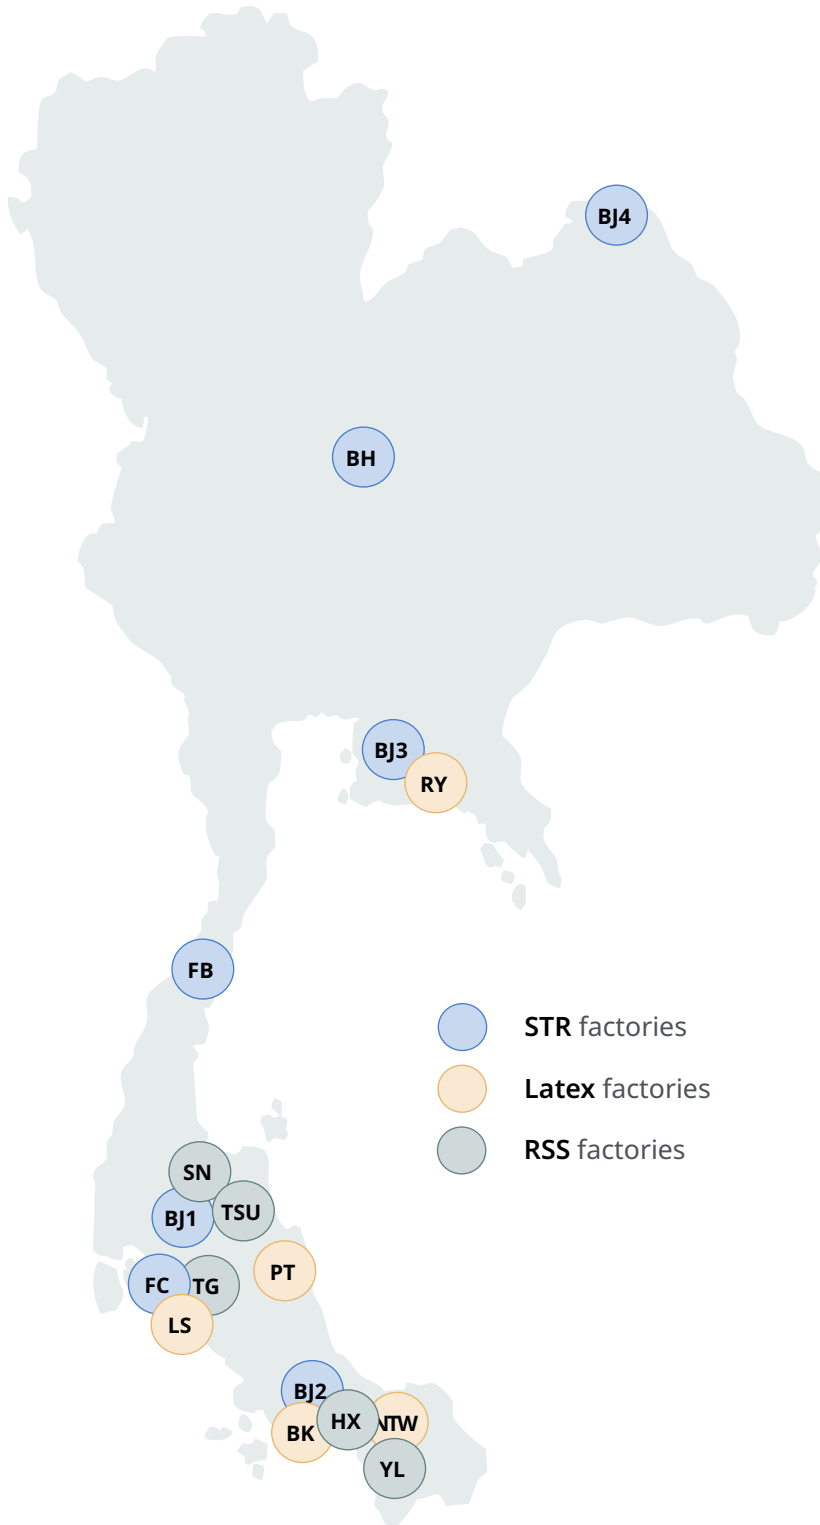 BJ4
BH
BJ3
RY
FB
STR factories
Latex factories
RSS factories
SN
BJ1
TSU
PT
FC
TG
LS
BJ2
HX
NTW
BK
YL